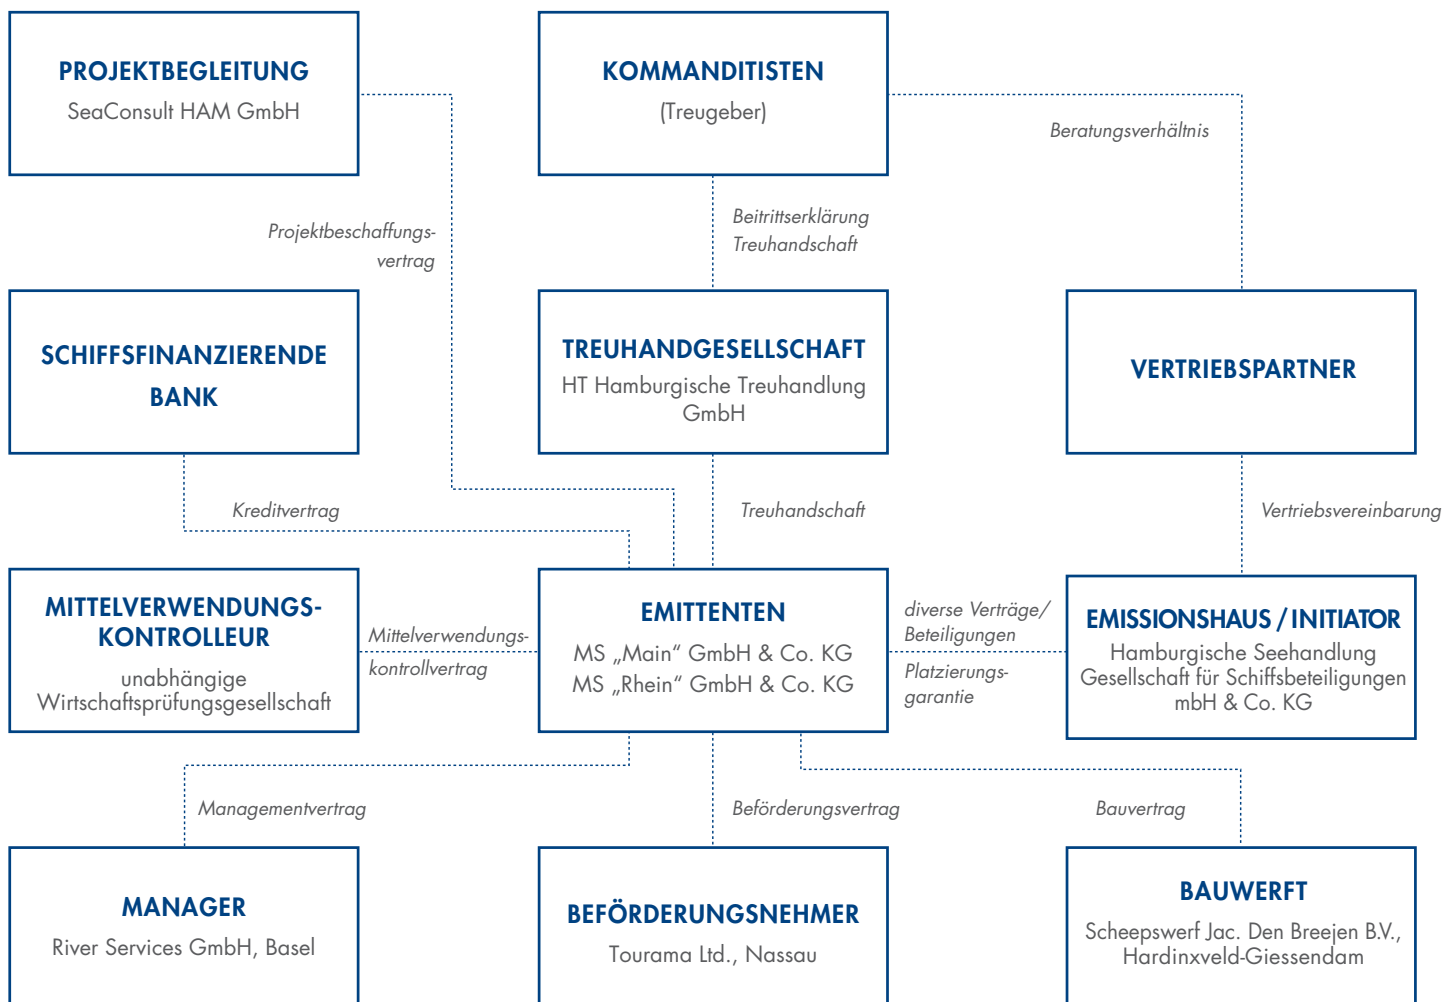 PROJEKTBEGLEITUNG
SeaConsult HAM GmbH
KOMMANDITISTEN
(Treugeber)
Beratungsverhältnis
Projektbeschaffungs-
vertrag
Beitrittserklärung
Treuhandschaft
SCHIFFSFINANZIERENDE
BANK
TREUHANDGESELLSCHAFT
HT Hamburgische Treuhandlung
GmbH
VERTRIEBSPARTNER
Kreditvertrag
Treuhandschaft
Vertriebsvereinbarung
MITTELVERWENDUNGS-
KONTROLLEUR
unabhängige
Wirtschaftsprüfungsgesellschaft
Mittelverwendungs-
kontrollvertrag
EMITTENTEN
MS „Main“ GmbH & Co. KG
MS „Rhein“ GmbH & Co. KG
diverse Verträge/
Beteiligungen
Platzierungs-
garantie
EMISSIONSHAUS / INITIATOR
Hamburgische Seehandlung
Gesellschaft für Schiffsbeteiligungen
mbH & Co. KG
Managementvertrag
Beförderungsvertrag
Bauvertrag
MANAGER
River Services GmbH, Basel
BEFÖRDERUNGSNEHMER
Tourama Ltd., Nassau
BAUWERFT
Scheepswerf Jac. Den Breejen B.V.,
Hardinxveld-Giessendam